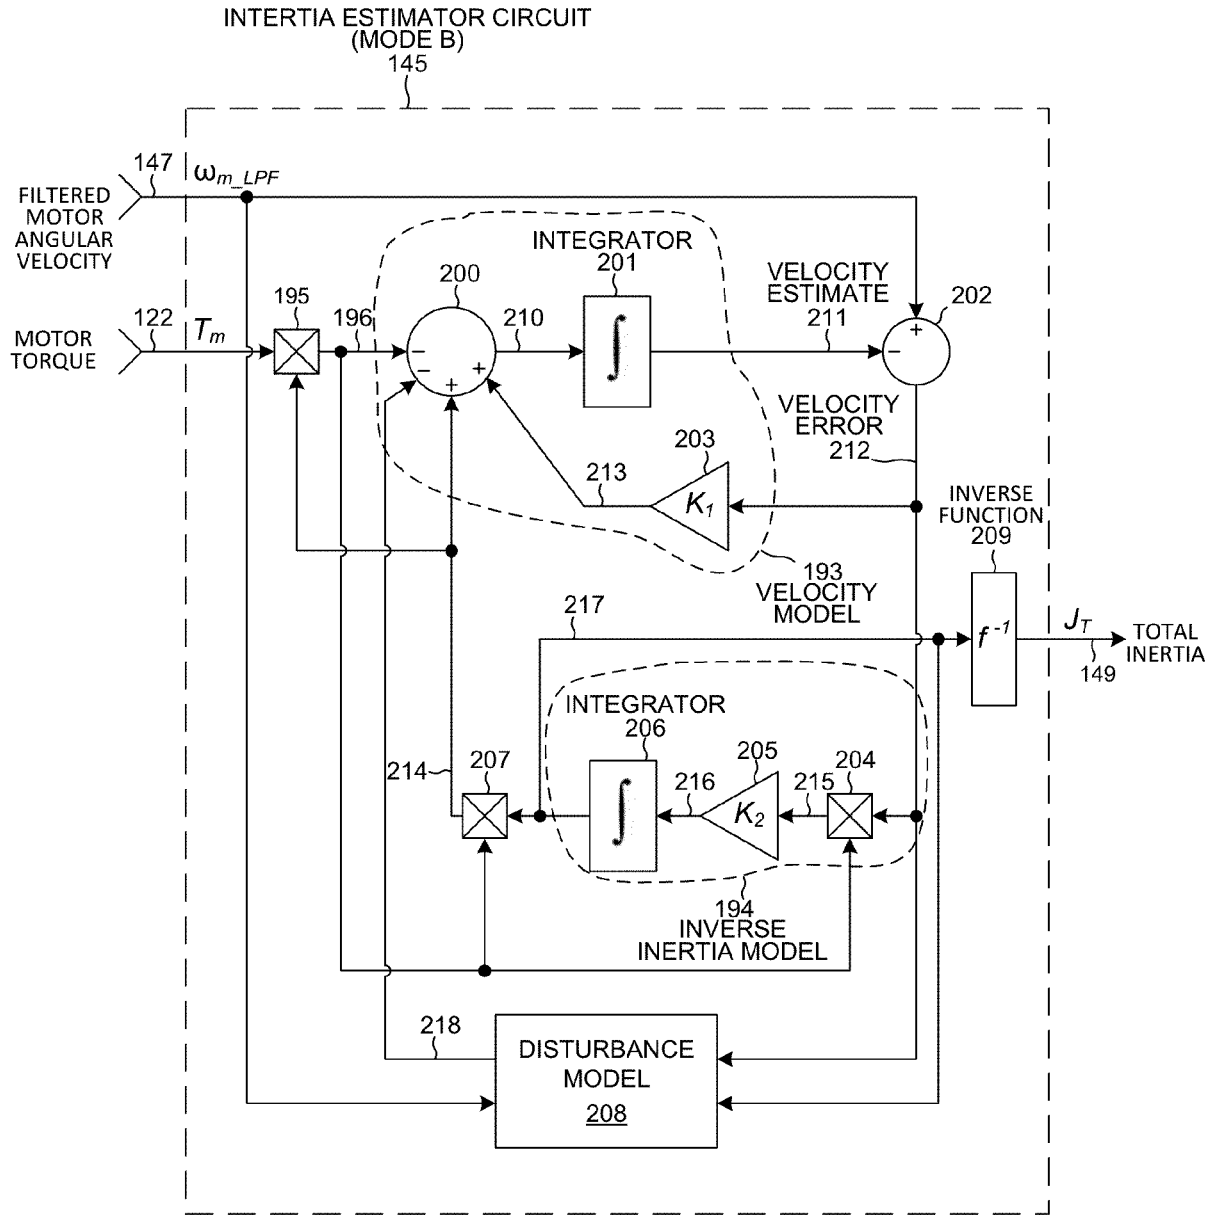 INTERTIA ESTIMATOR CIRCUIT
(MODE B)
145
147
ωm_LPF
FILTERED
MOTOR
ANGULAR
VELOCITY
INTEGRATOR
201
VELOCITY
ESTIMATE
211
202
200
195
122
Tm
196
210
MOTOR
TORQUE
+
−
−
−
+
+
∫
VELOCITY
ERROR
212
203
213
K1
INVERSE
FUNCTION
209
193
VELOCITY
MODEL
217
f -1
JT
149
TOTAL
INERTIA
INTEGRATOR
206
205
204
214
207
216
215
∫
K2
194
INVERSE
INERTIA MODEL
218
DISTURBANCE
MODEL
208